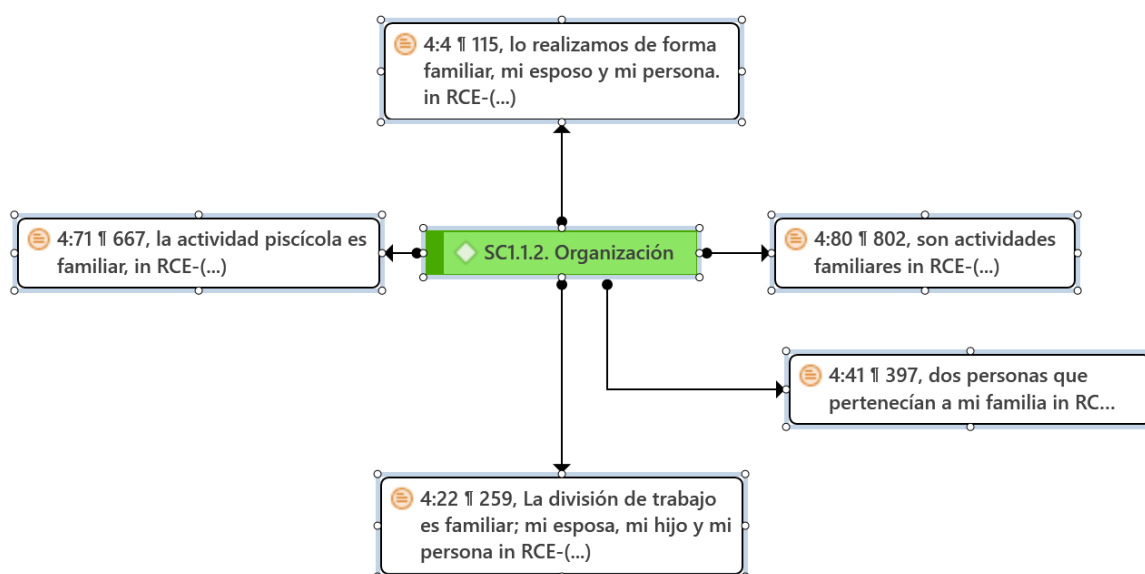 4:4 ¶ 115, lo realizamos de forma
familiar, mi esposo y mi persona.
in RCE-(...)
4:71 ¶ 667, la actividad piscícola es
familiar, in RCE-(...)
SC1.1.2. Organización
4:80 ¶ 802, son actividades
familiares in RCE-(...)
4:41 ¶ 397, dos personas que
pertenecían a mi familia in RC...
4:22 ¶ 259, La división de trabajo
es familiar; mi esposa, mi hijo y mi
persona in RCE-(...)